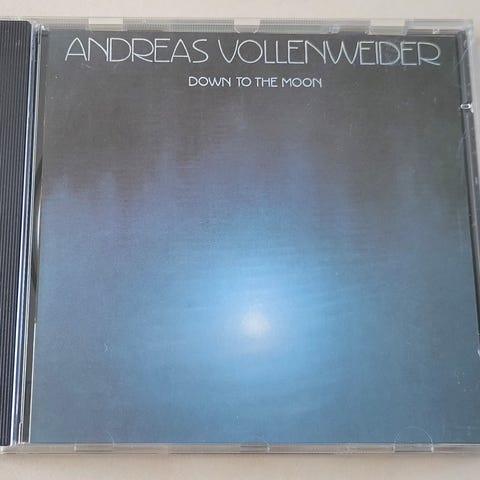 ANDREAS VOLLENWEIDER
DOWN TO THE MOON